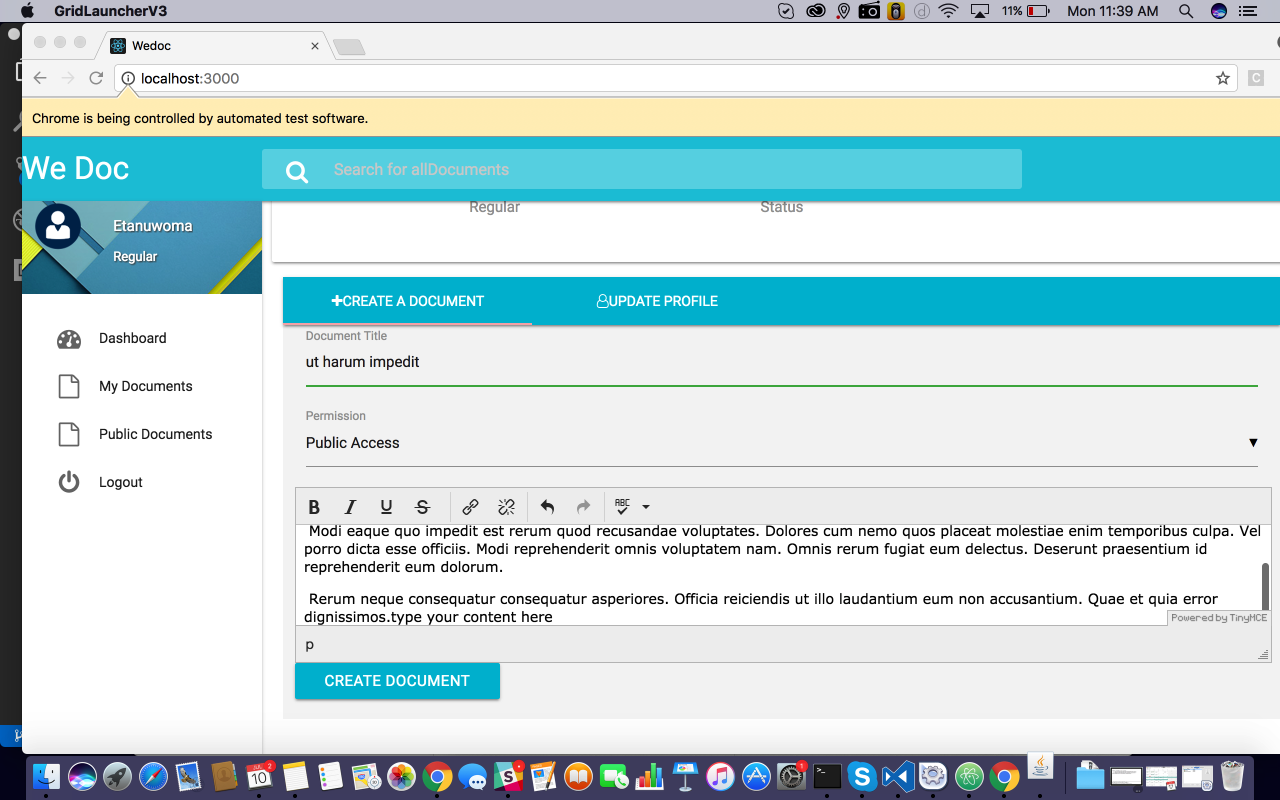 GridLauncherV3
11% Mon 11:39 AM
Wedoc
localhost:3000
C
Chrome is being controlled by automated test software.
We Doc
Search for allDocuments
Etanuwoma
Regular
Regular Status
CREATE A DOCUMENT UPDATE PROFILE
Dashboard
My Documents
Public Documents
Logout
Document Title
ut harum impedit
Permission
Public Access
B I U S ABC
Modi eaque quo impedit est rerum quod recusandae voluptates. Dolores cum nemo quos placeat molestiae enim temporibus culpa. Vel
porro dicta esse officiis. Modi reprehenderit omnis voluptatem nam. Omnis rerum fugiat eum delectus. Deserunt praesentium id
reprehenderit eum dolorum.
Rerum neque consequatur consequatur asperiores. Officia reiciendis ut illo laudantium eum non accusantium. Quae et quia error
dignissimos.type your content here
Powered by TinyMCE
p
CREATE DOCUMENT
JUL 2
10
1